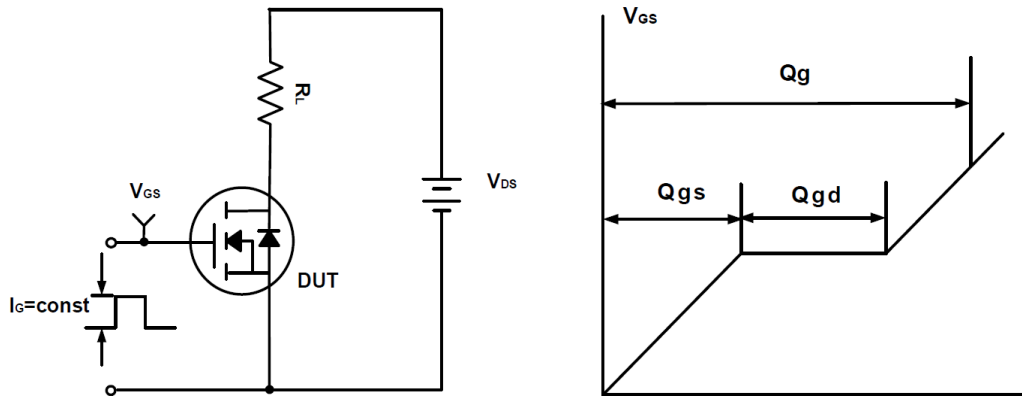 RL
VGS
VDS
DUT
IG=const
VGS
Qg
Qgs
Qgd